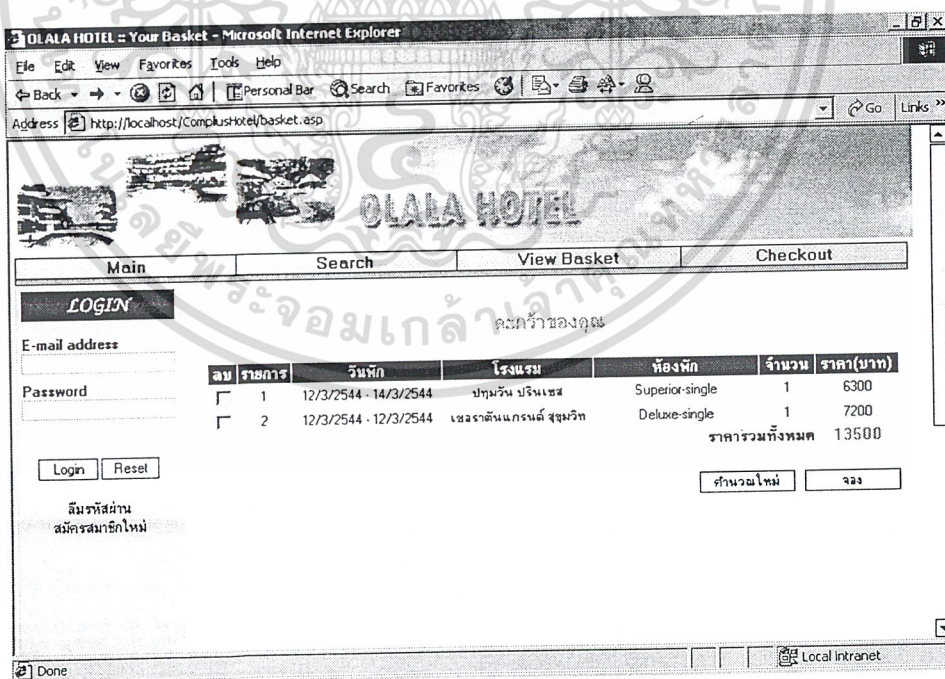 OLALA HOTEL :: Your Basket - Microsoft Internet Explorer
File Edit View Favorites Tools Help
Back Personal Bar Search Favorites
Address http://localhost/ComplusHotel/basket.asp Go Links »
OLALA HOTEL
Main Search View Basket Checkout
LOGIN
ตะกร้าของคุณ
E-mail address
Password
ลบ รายการ วันพัก โรงแรม ห้องพัก จำนวน ราคา(บาท)
1 12/3/2544 - 14/3/2544 ปทุมวัน ปริ๊นเซส Superior-single 1 6300
2 12/3/2544 - 12/3/2544 เชอราตันแกรนด์ สุขุมวิท Deluxe-single 1 7200
ราคารวมทั้งหมด 13500
Login Reset
คำนวณใหม่ จอง
ลืมรหัสผ่าน
สมัครสมาชิกใหม่
Done Local intranet